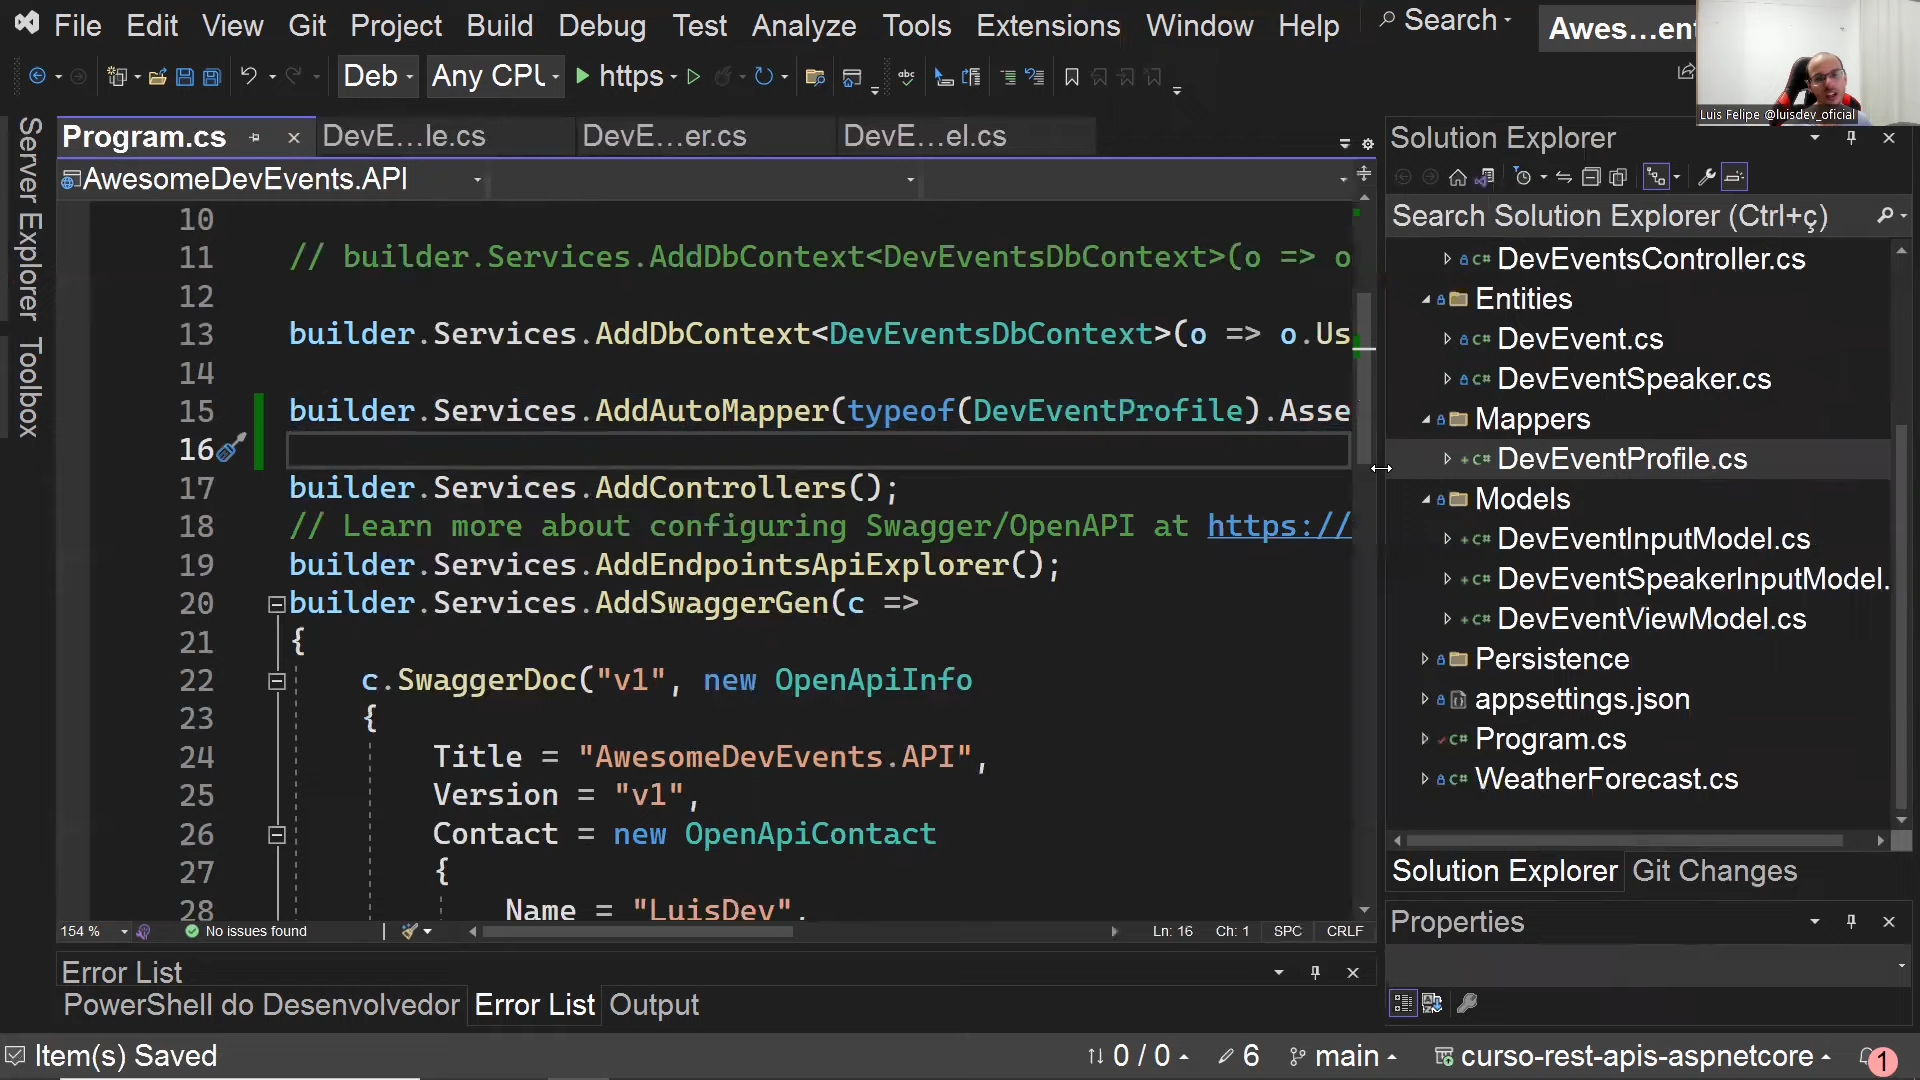 File Edit View Git Project Build Debug Test Analyze Tools Extensions Window Help Search Awes...ent
Deb Any CPU https
Luis Felipe @luisdev_oficial
Server Explorer
Toolbox
Program.cs DevE...le.cs DevE...er.cs DevE...el.cs
AwesomeDevEvents.API
10
11 // builder.Services.AddDbContext<DevEventsDbContext>(o => o
12
13 builder.Services.AddDbContext<DevEventsDbContext>(o => o.Us
14
15 builder.Services.AddAutoMapper(typeof(DevEventProfile).Asse
16
17 builder.Services.AddControllers();
18 // Learn more about configuring Swagger/OpenAPI at https://
19 builder.Services.AddEndpointsApiExplorer();
20 builder.Services.AddSwaggerGen(c =>
21 {
22 c.SwaggerDoc("v1", new OpenApiInfo
23 {
24 Title = "AwesomeDevEvents.API",
25 Version = "v1",
26 Contact = new OpenApiContact
27 {
28 Name = "LuisDev",
154 % No issues found Ln: 16 Ch: 1 SPC CRLF
Error List
PowerShell do Desenvolvedor Error List Output
Solution Explorer
Search Solution Explorer (Ctrl+ç)
C# DevEventsController.cs
Entities
C# DevEvent.cs
C# DevEventSpeaker.cs
Mappers
C# DevEventProfile.cs
Models
C# DevEventInputModel.cs
C# DevEventSpeakerInputModel.
C# DevEventViewModel.cs
Persistence
appsettings.json
C# Program.cs
C# WeatherForecast.cs
Solution Explorer Git Changes
Properties
Item(s) Saved 0 / 0 6 main curso-rest-apis-aspnetcore 1